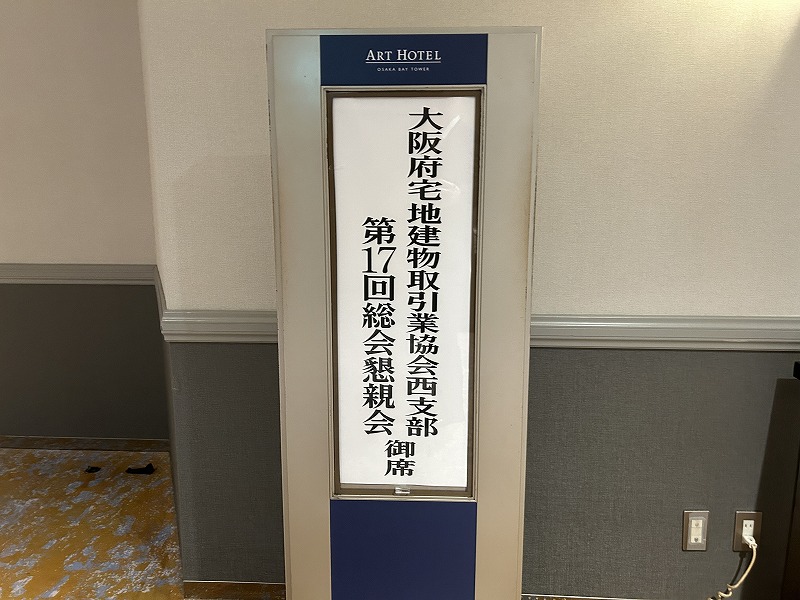 ART HOTEL
OSAKA BAY TOWER
大阪府宅地建物取引業協会西支部
第17回総会懇親会
御席